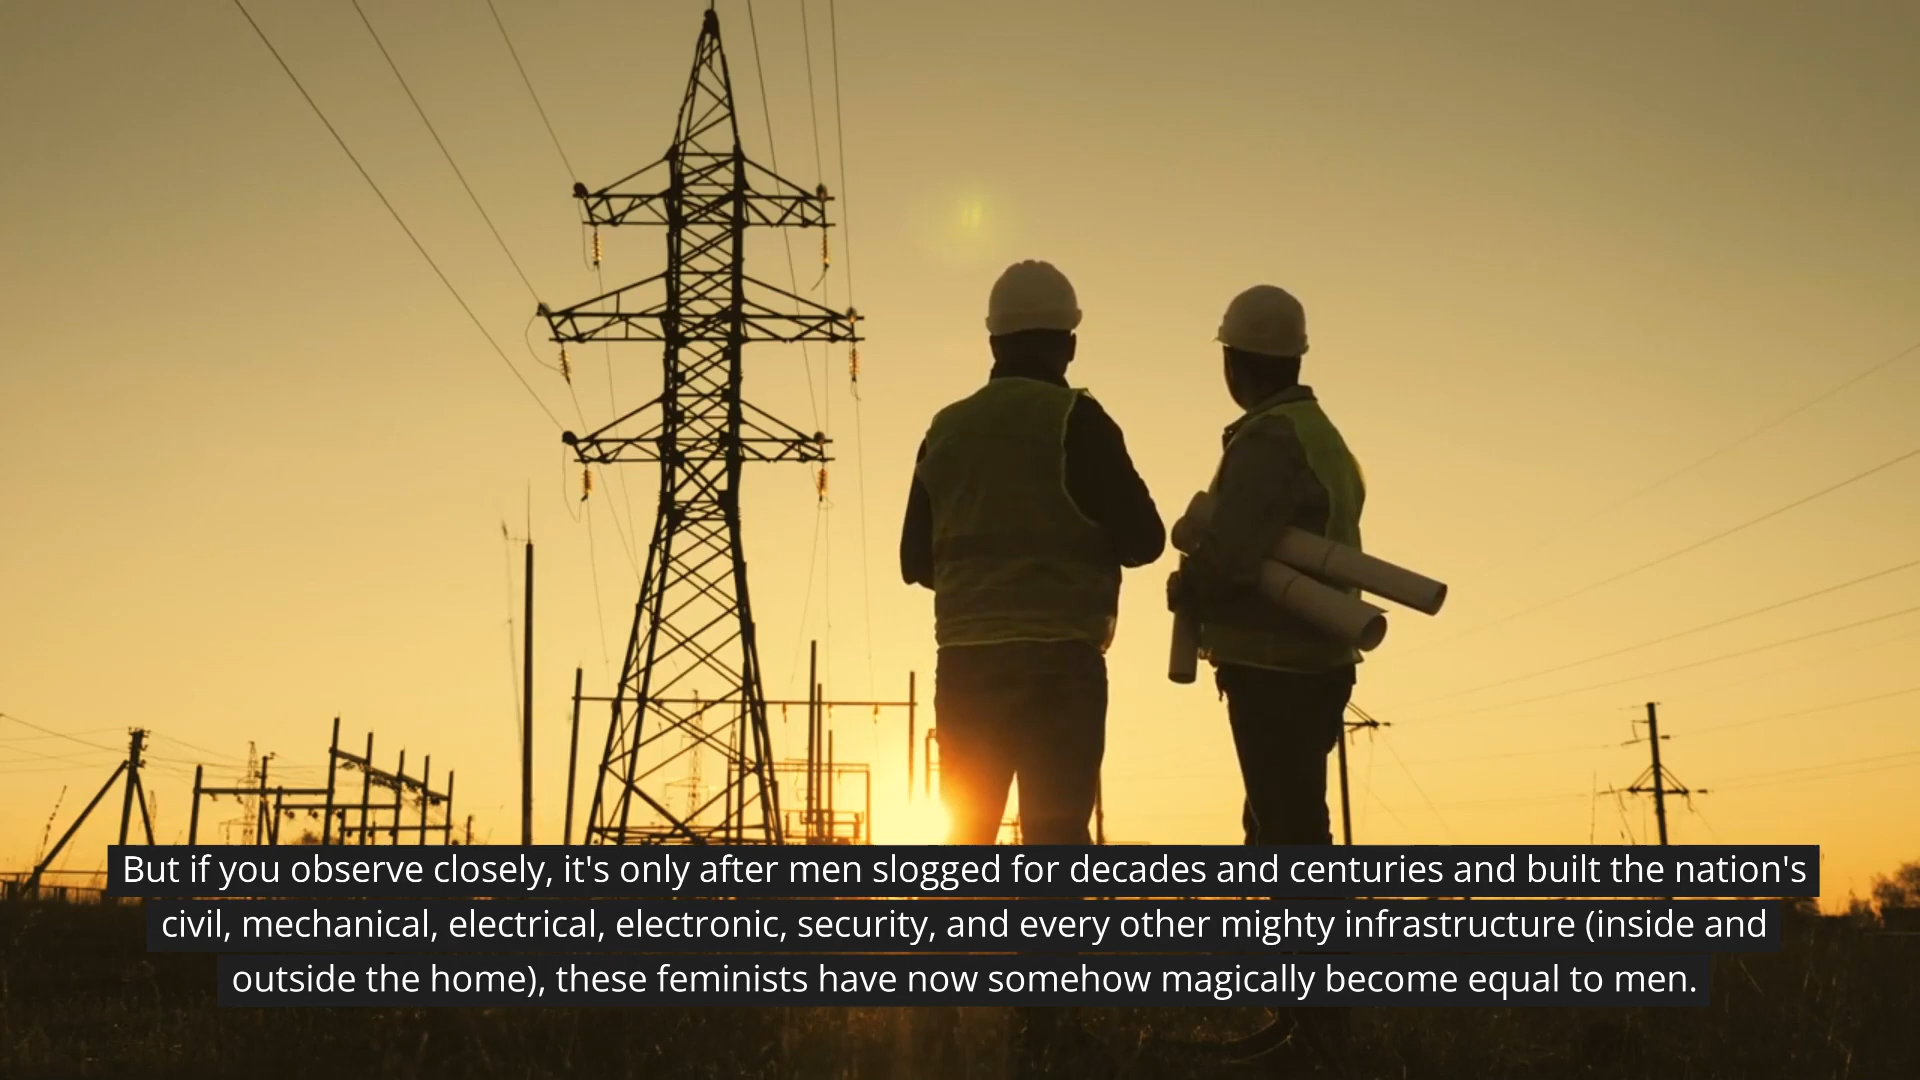 But if you observe closely, it's only after men slogged for decades and centuries and built the nation's
civil, mechanical, electrical, electronic, security, and every other mighty infrastructure (inside and
outside the home), these feminists have now somehow magically become equal to men.